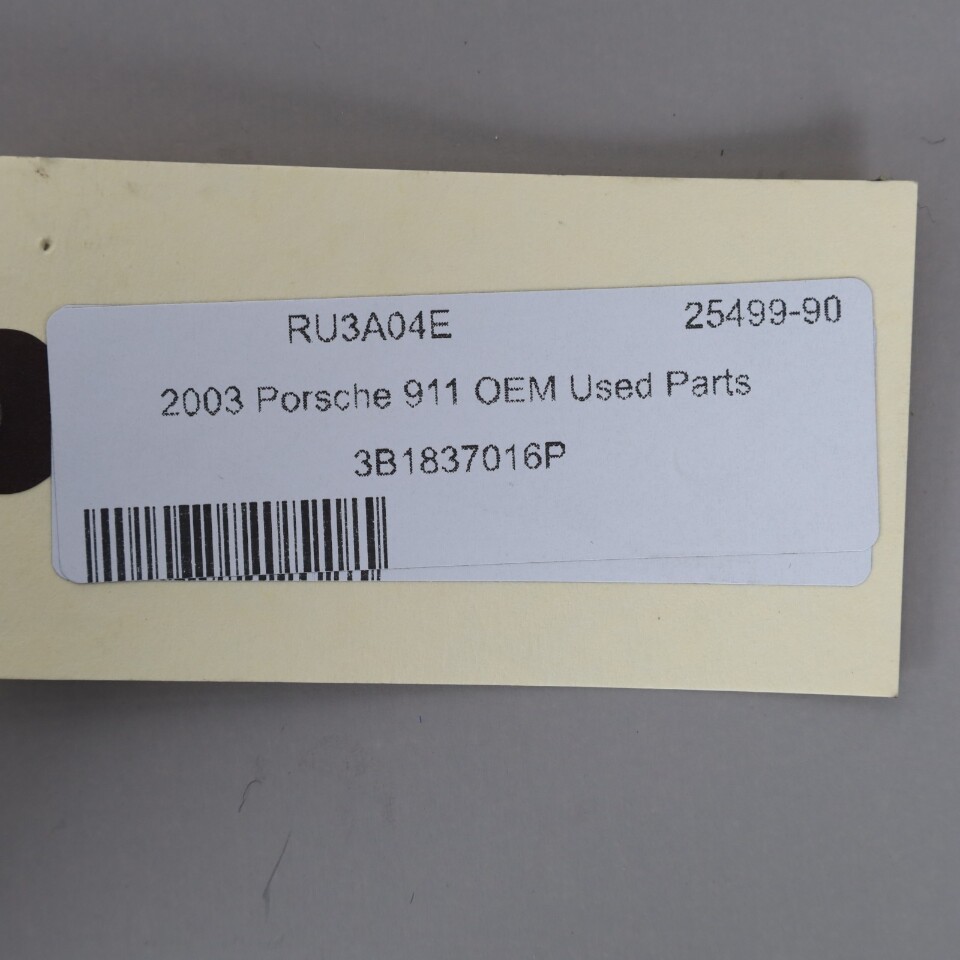 RU3A04E 25499-90
2003 Porsche 911 OEM Used Parts
3B1837016P